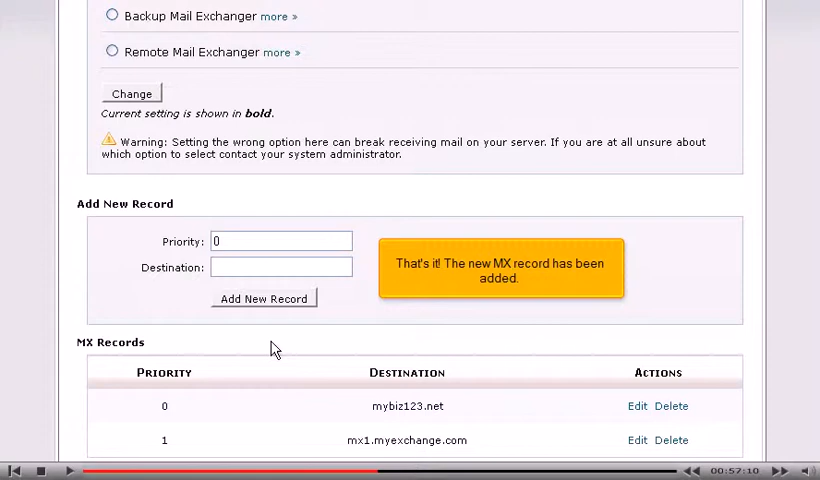 Backup Mail Exchanger more »
Remote Mail Exchanger more »
Change
Current setting is shown in bold.
Warning: Setting the wrong option here can break receiving mail on your server. If you are at all unsure about
which option to select contact your system administrator.
Add New Record
Priority: 0
Destination:
Add New Record
That's it! The new MX record has been
added.
MX Records
PRIORITY DESTINATION ACTIONS
0 mybiz123.net Edit Delete
1 mx1.myexchange.com Edit Delete
00:57:10